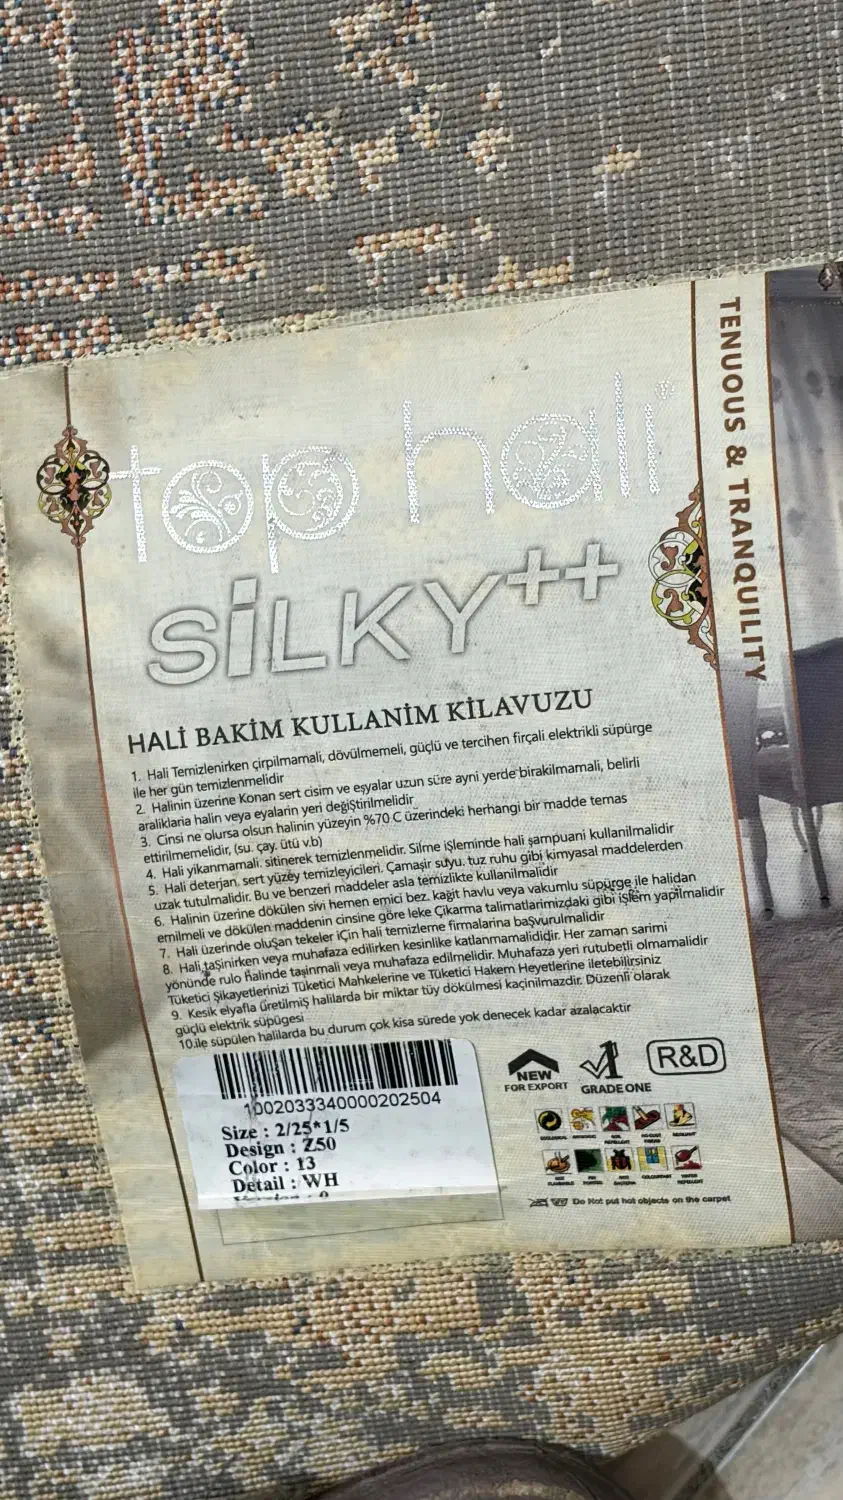 top hali
SiLKY++
TENUOUS & TRANQUILITY
HALİ BAKİM KULLANİM KİLAVUZU
1. Hali Temizlenirken çirpilmamali, dövülmemeli, güçlü ve tercihen firçali elektrikli süpürge
ile her gün temizlenmelidir
2. Halinin üzerine Konan sert cisim ve eşyalar uzun süre ayni yerde birakilmamali, belirli
araliklaria halin veya eyalarin yeri değiŞtirilmelidir
3. Cinsi ne olursa olsun halinin yüzeyin %70 C üzerindeki herhangi bir madde temas
ettirilmemelidir, (su. çay. ütü v.b)
4. Hali yikanmamali. sitinerek temizlenmelidir. Silme işleminde hali şampuani kullanilmalidir
5. Hali deterjan. sert yüzey temizleyicileri. Çamaşir suyu. tuz ruhu gibi kimyasal maddelerden
uzak tutulmalidir. Bu ve benzeri maddeler asla temizlikte kullanilmalidir
6. Halinin üzerine dökülen sivi hemen emici bez. kağit havlu veya vakumlu süpürge ile halidan
emilmeli ve dökülen maddenin cinsine göre leke Çikarma talimatlarimizdaki gibi işlem yapilmalidir
7. Hali üzerinde oluŞan tekeler iÇin hali temizleme firmalarina başvurulmalidir
8. Hali taŞinirken veya muhafaza edilirken kesinlike katlanmamalididir. Her zaman sarimi
yönünde rulo halinde taşinmali veya muhafaza edilmelidir. Muhafaza yeri rutubetli olmamalidir
Tüketici Şikayetlerinizi Tüketici Mahkelerine ve Tüketici Hakem Heyetlerine iletebilirsiniz
9. Kesik elyafla üretilmiş halilarda bir miktar tüy dökülmesi kaçinilmazdir. Düzenli olarak
güçlü elektrik süpügesi
10.ile süpülen halilarda bu durum çok kisa sürede yok denecek kadar azalacaktir
1002033340000202504
Size : 2/25*1/5
Design : Z50
Color : 13
Detail : WH
NEW
FOR EXPORT
1
GRADE ONE
R&D
Do Not put hot objects on the carpet